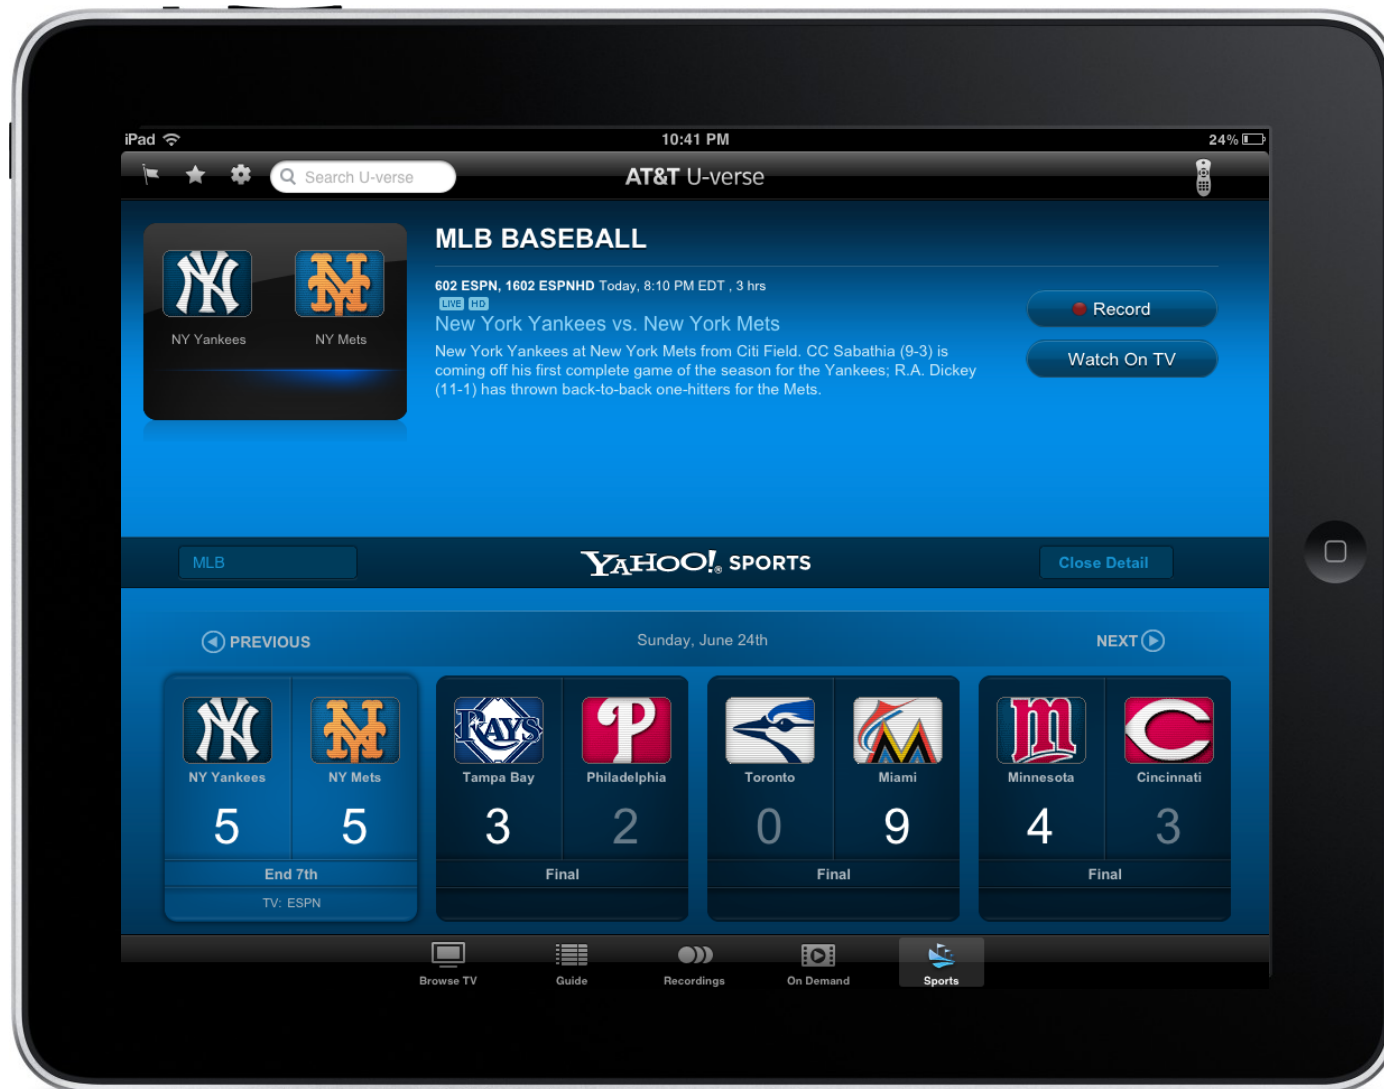 iPad
10:41 PM
24%
Search U-verse
AT&T U-verse
NY Yankees
NY Mets
MLB BASEBALL
602 ESPN, 1602 ESPNHD Today, 8:10 PM EDT , 3 hrs
LIVE HD
New York Yankees vs. New York Mets
New York Yankees at New York Mets from Citi Field. CC Sabathia (9-3) is
coming off his first complete game of the season for the Yankees; R.A. Dickey
(11-1) has thrown back-to-back one-hitters for the Mets.
Record
Watch On TV
MLB
YAHOO!® SPORTS
Close Detail
PREVIOUS
Sunday, June 24th
NEXT
NY Yankees
NY Mets
5
5
End 7th
TV: ESPN
RAYS
P
Tampa Bay
Philadelphia
3
2
Final
Toronto
M
Miami
0
9
Final
m
C
Minnesota
Cincinnati
4
3
Final
Browse TV
Guide
Recordings
On Demand
Sports